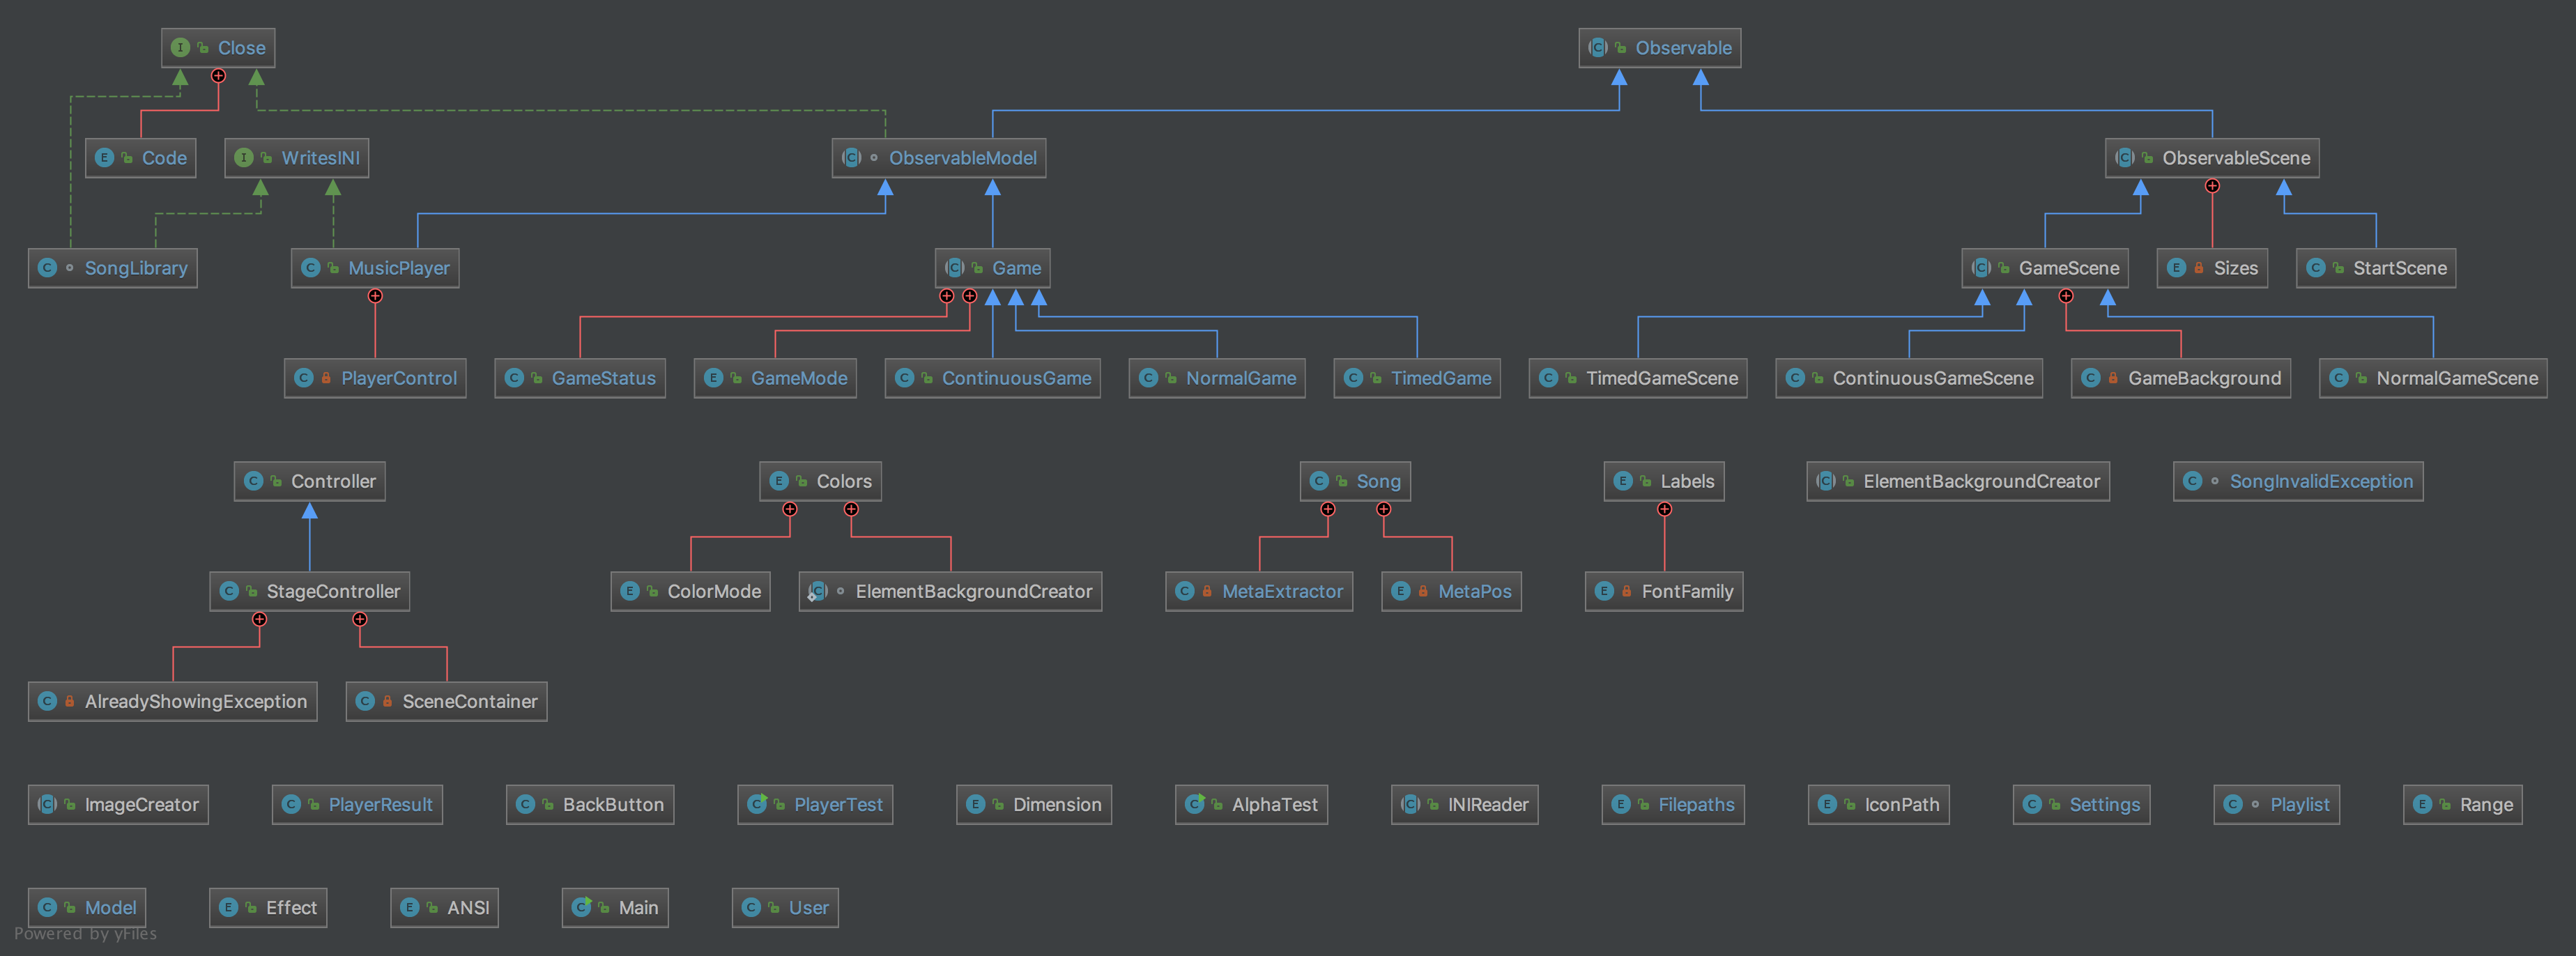 Close
Observable
Code
WritesINI
ObservableModel
ObservableScene
SongLibrary
MusicPlayer
Game
GameScene
Sizes
StartScene
PlayerControl
GameStatus
GameMode
ContinuousGame
NormalGame
TimedGame
TimedGameScene
ContinuousGameScene
GameBackground
NormalGameScene
Controller
Colors
Song
Labels
ElementBackgroundCreator
SongInvalidException
StageController
ColorMode
ElementBackgroundCreator
MetaExtractor
MetaPos
FontFamily
AlreadyShowingException
SceneContainer
ImageCreator
PlayerResult
BackButton
PlayerTest
Dimension
AlphaTest
INIReader
Filepaths
IconPath
Settings
Playlist
Range
Model
Effect
ANSI
Main
User
Powered by yFiles